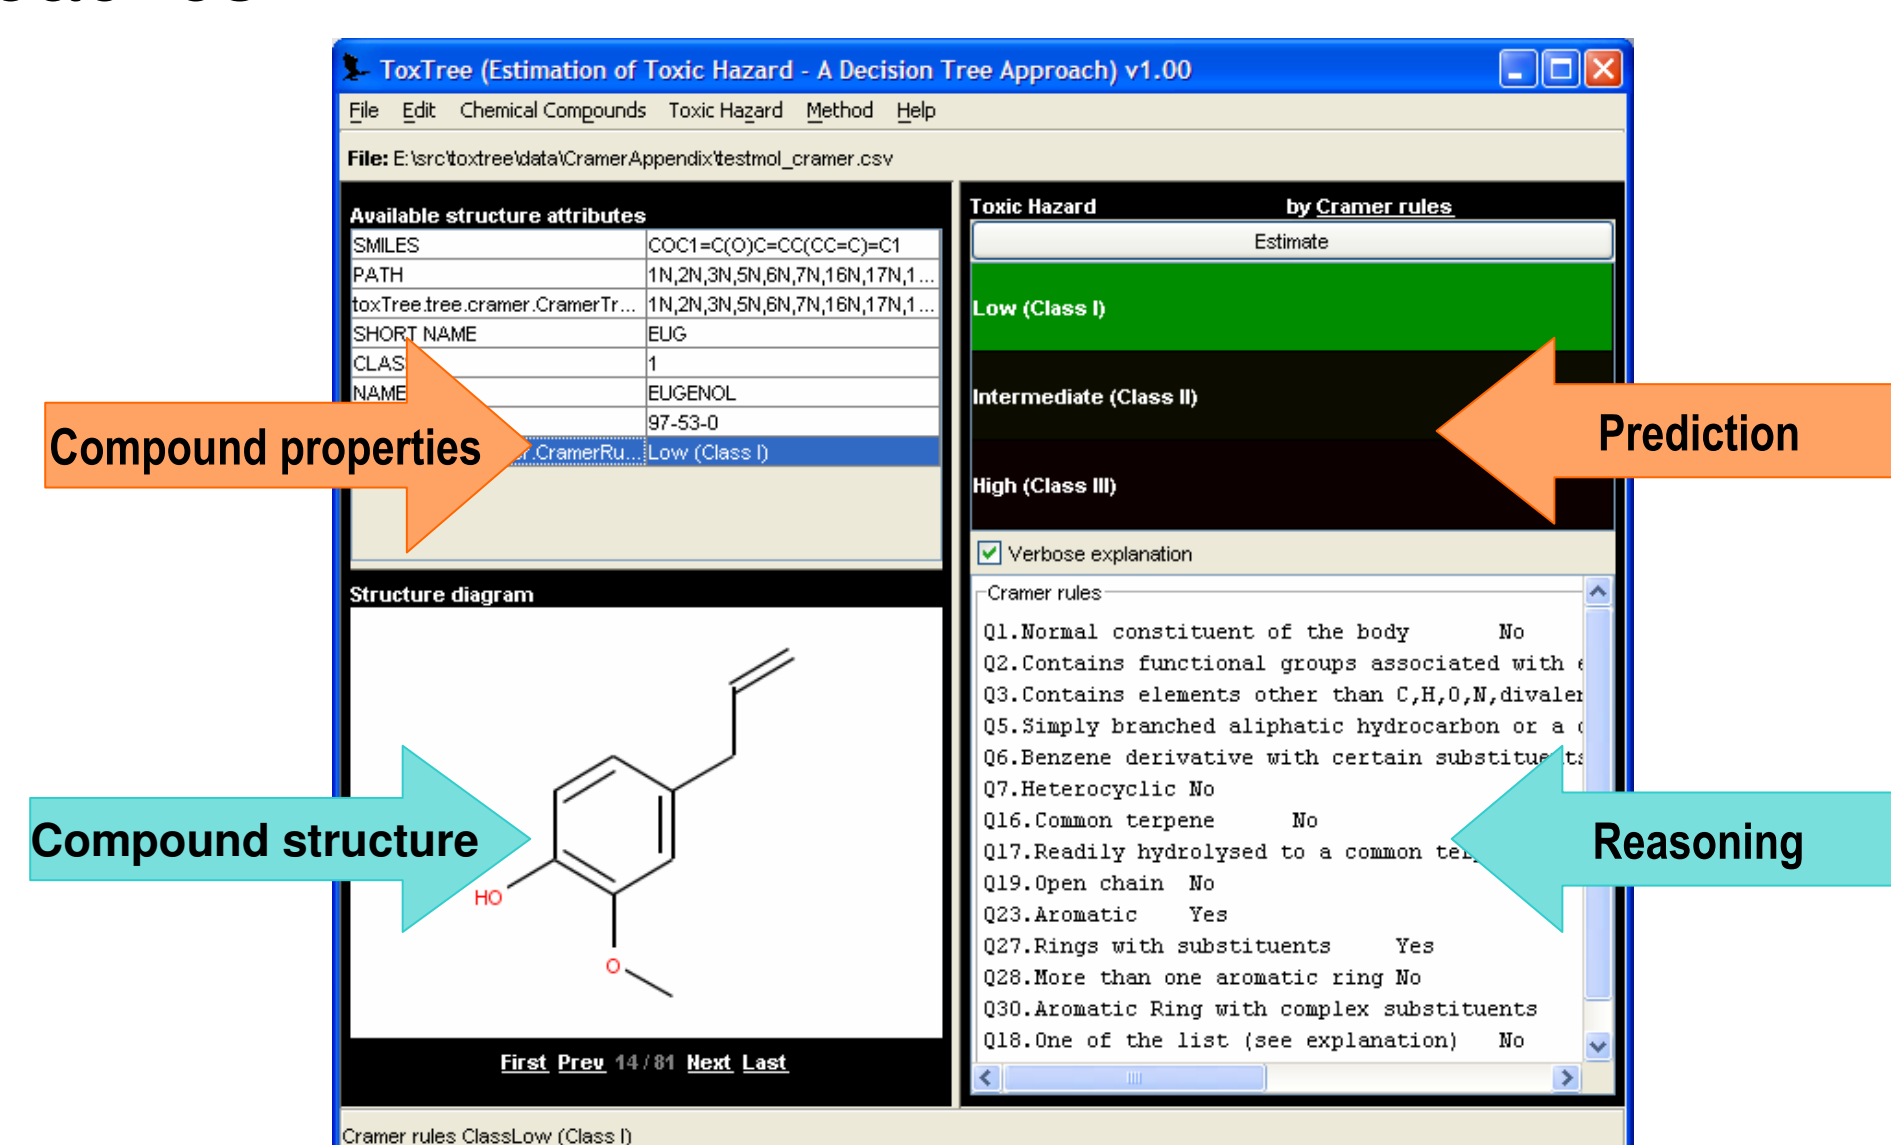 ToxTree (Estimation of Toxic Hazard - A Decision Tree Approach) v1.00
File Edit Chemical Compounds Toxic Hazard Method Help
File: E:\src\toxtree\data\CramerAppendix\testmol_cramer.csv
Available structure attributes
SMILES COC1=C(O)C=CC(CC=C)=C1
PATH 1N,2N,3N,5N,6N,7N,16N,17N,1...
toxTree.tree.cramer.CramerTr... 1N,2N,3N,5N,6N,7N,16N,17N,1...
SHORT NAME EUG
CLAS 1
NAME EUGENOL
97-53-0
.CramerRu... Low (Class I)
Compound properties
Structure diagram
HO
O
Compound structure
First Prev 14 / 81 Next Last
Toxic Hazard by Cramer rules
Estimate
Low (Class I)
Intermediate (Class II)
High (Class III)
Prediction
Verbose explanation
Cramer rules
Q1.Normal constituent of the body No
Q2.Contains functional groups associated with
Q3.Contains elements other than C,H,O,N,divaler
Q5.Simply branched aliphatic hydrocarbon or a
Q6.Benzene derivative with certain substituents
Q7.Heterocyclic No
Q16.Common terpene No
Q17.Readily hydrolysed to a common
Q19.Open chain No
Q23.Aromatic Yes
Q27.Rings with substituents Yes
Q28.More than one aromatic ring No
Q30.Aromatic Ring with complex substituents
Q18.One of the list (see explanation) No
Reasoning
Cramer rules ClassLow (Class I)